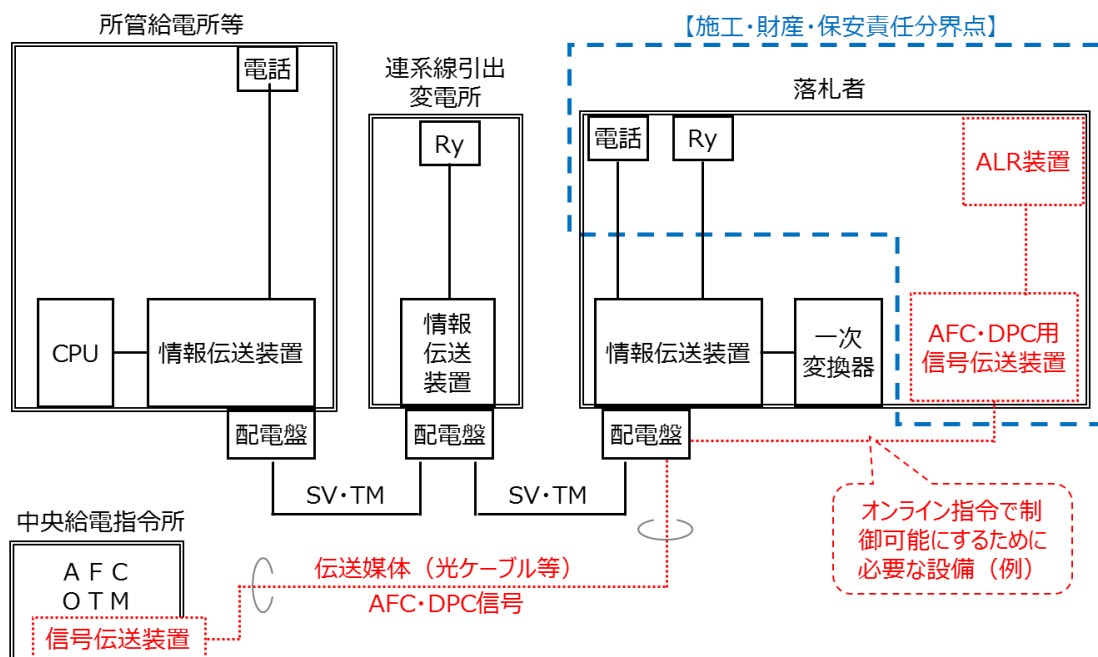 所管給電所等
電話
CPU
情報伝送装置
配電盤
連系線引出
変電所
Ry
情報
伝送
装置
配電盤
【施工・財産・保安責任分界点】
落札者
電話
Ry
ALR装置
情報伝送装置
一次
変換器
AFC・DPC用
信号伝送装置
配電盤
SV・TM
SV・TM
オンライン指令で制
御可能にするために
必要な設備（例）
中央給電指令所
ＡＦＣ
ＯＴＭ
信号伝送装置
伝送媒体（光ケーブル等）
AFC・DPC信号